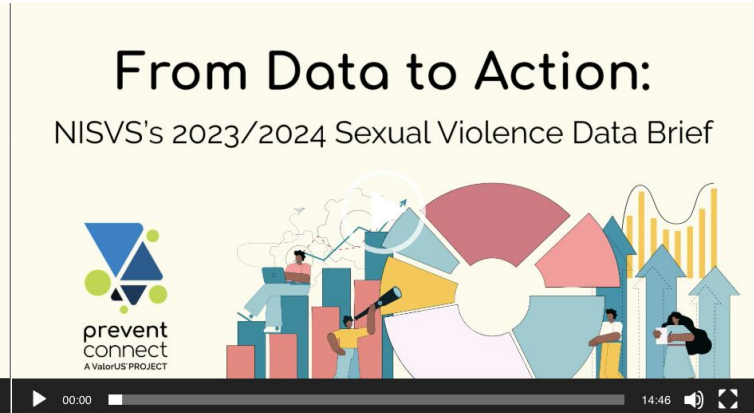 From Data to Action:
NISVS's 2023/2024 Sexual Violence Data Brief
prevent
connect
A ValorUS® PROJECT
00:00
14:46